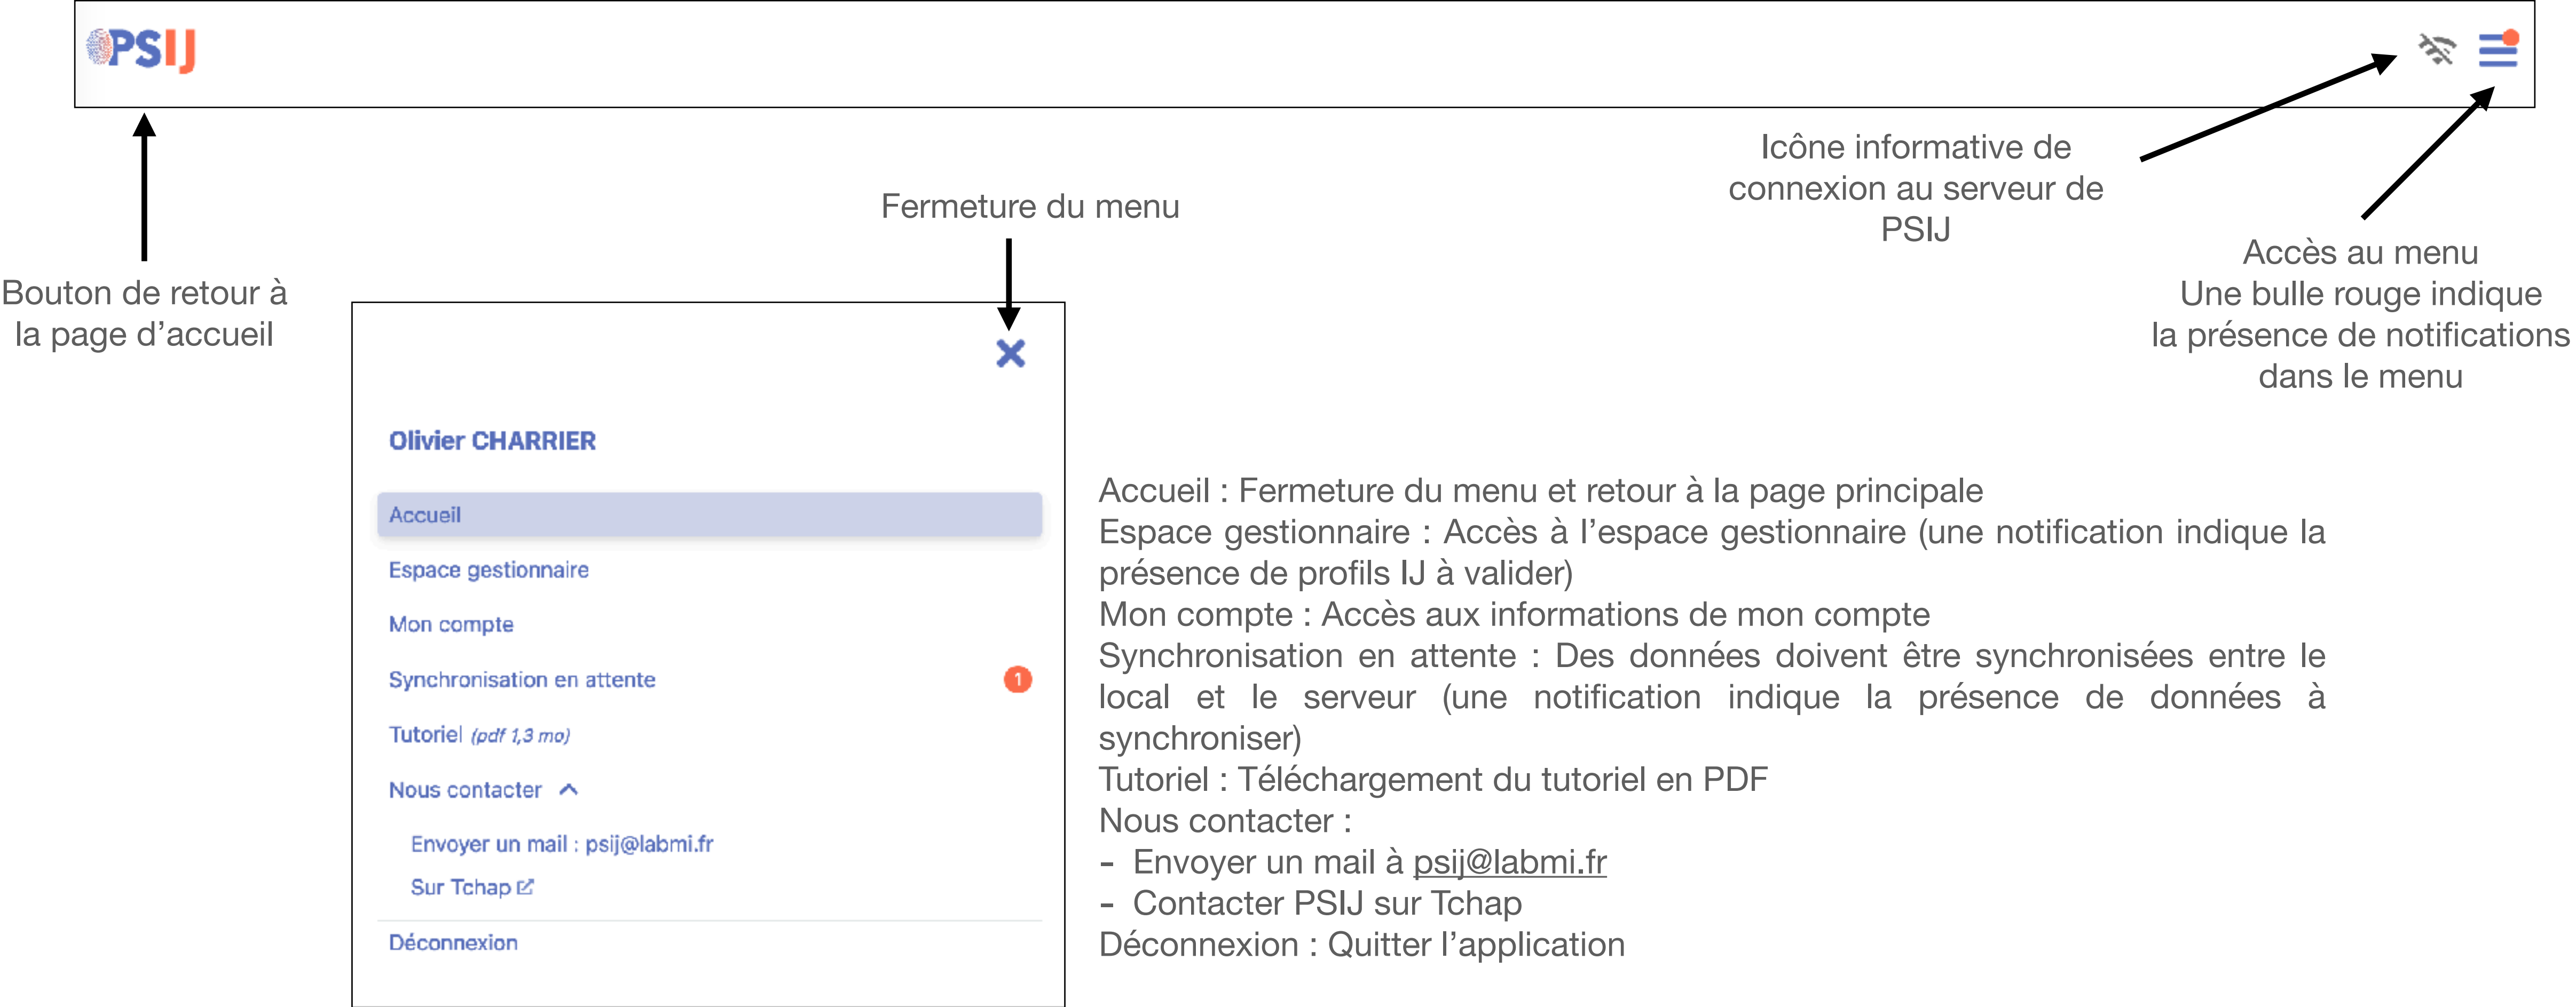 PSIJ
Icône informative de
connexion au serveur de
PSIJ
Fermeture du menu
Accès au menu
Une bulle rouge indique
la présence de notifications
dans le menu
Bouton de retour à
la page d’accueil
Olivier CHARRIER
Accueil
Espace gestionnaire
Mon compte
Synchronisation en attente 1
Tutoriel (pdf 1,3 mo)
Nous contacter
Envoyer un mail : psij@labmi.fr
Sur Tchap
Déconnexion
Accueil : Fermeture du menu et retour à la page principale
Espace gestionnaire : Accès à l’espace gestionnaire (une notification indique la
présence de profils IJ à valider)
Mon compte : Accès aux informations de mon compte
Synchronisation en attente : Des données doivent être synchronisées entre le
local et le serveur (une notification indique la présence de données à
synchroniser)
Tutoriel : Téléchargement du tutoriel en PDF
Nous contacter :
- Envoyer un mail à psij@labmi.fr
- Contacter PSIJ sur Tchap
Déconnexion : Quitter l’application